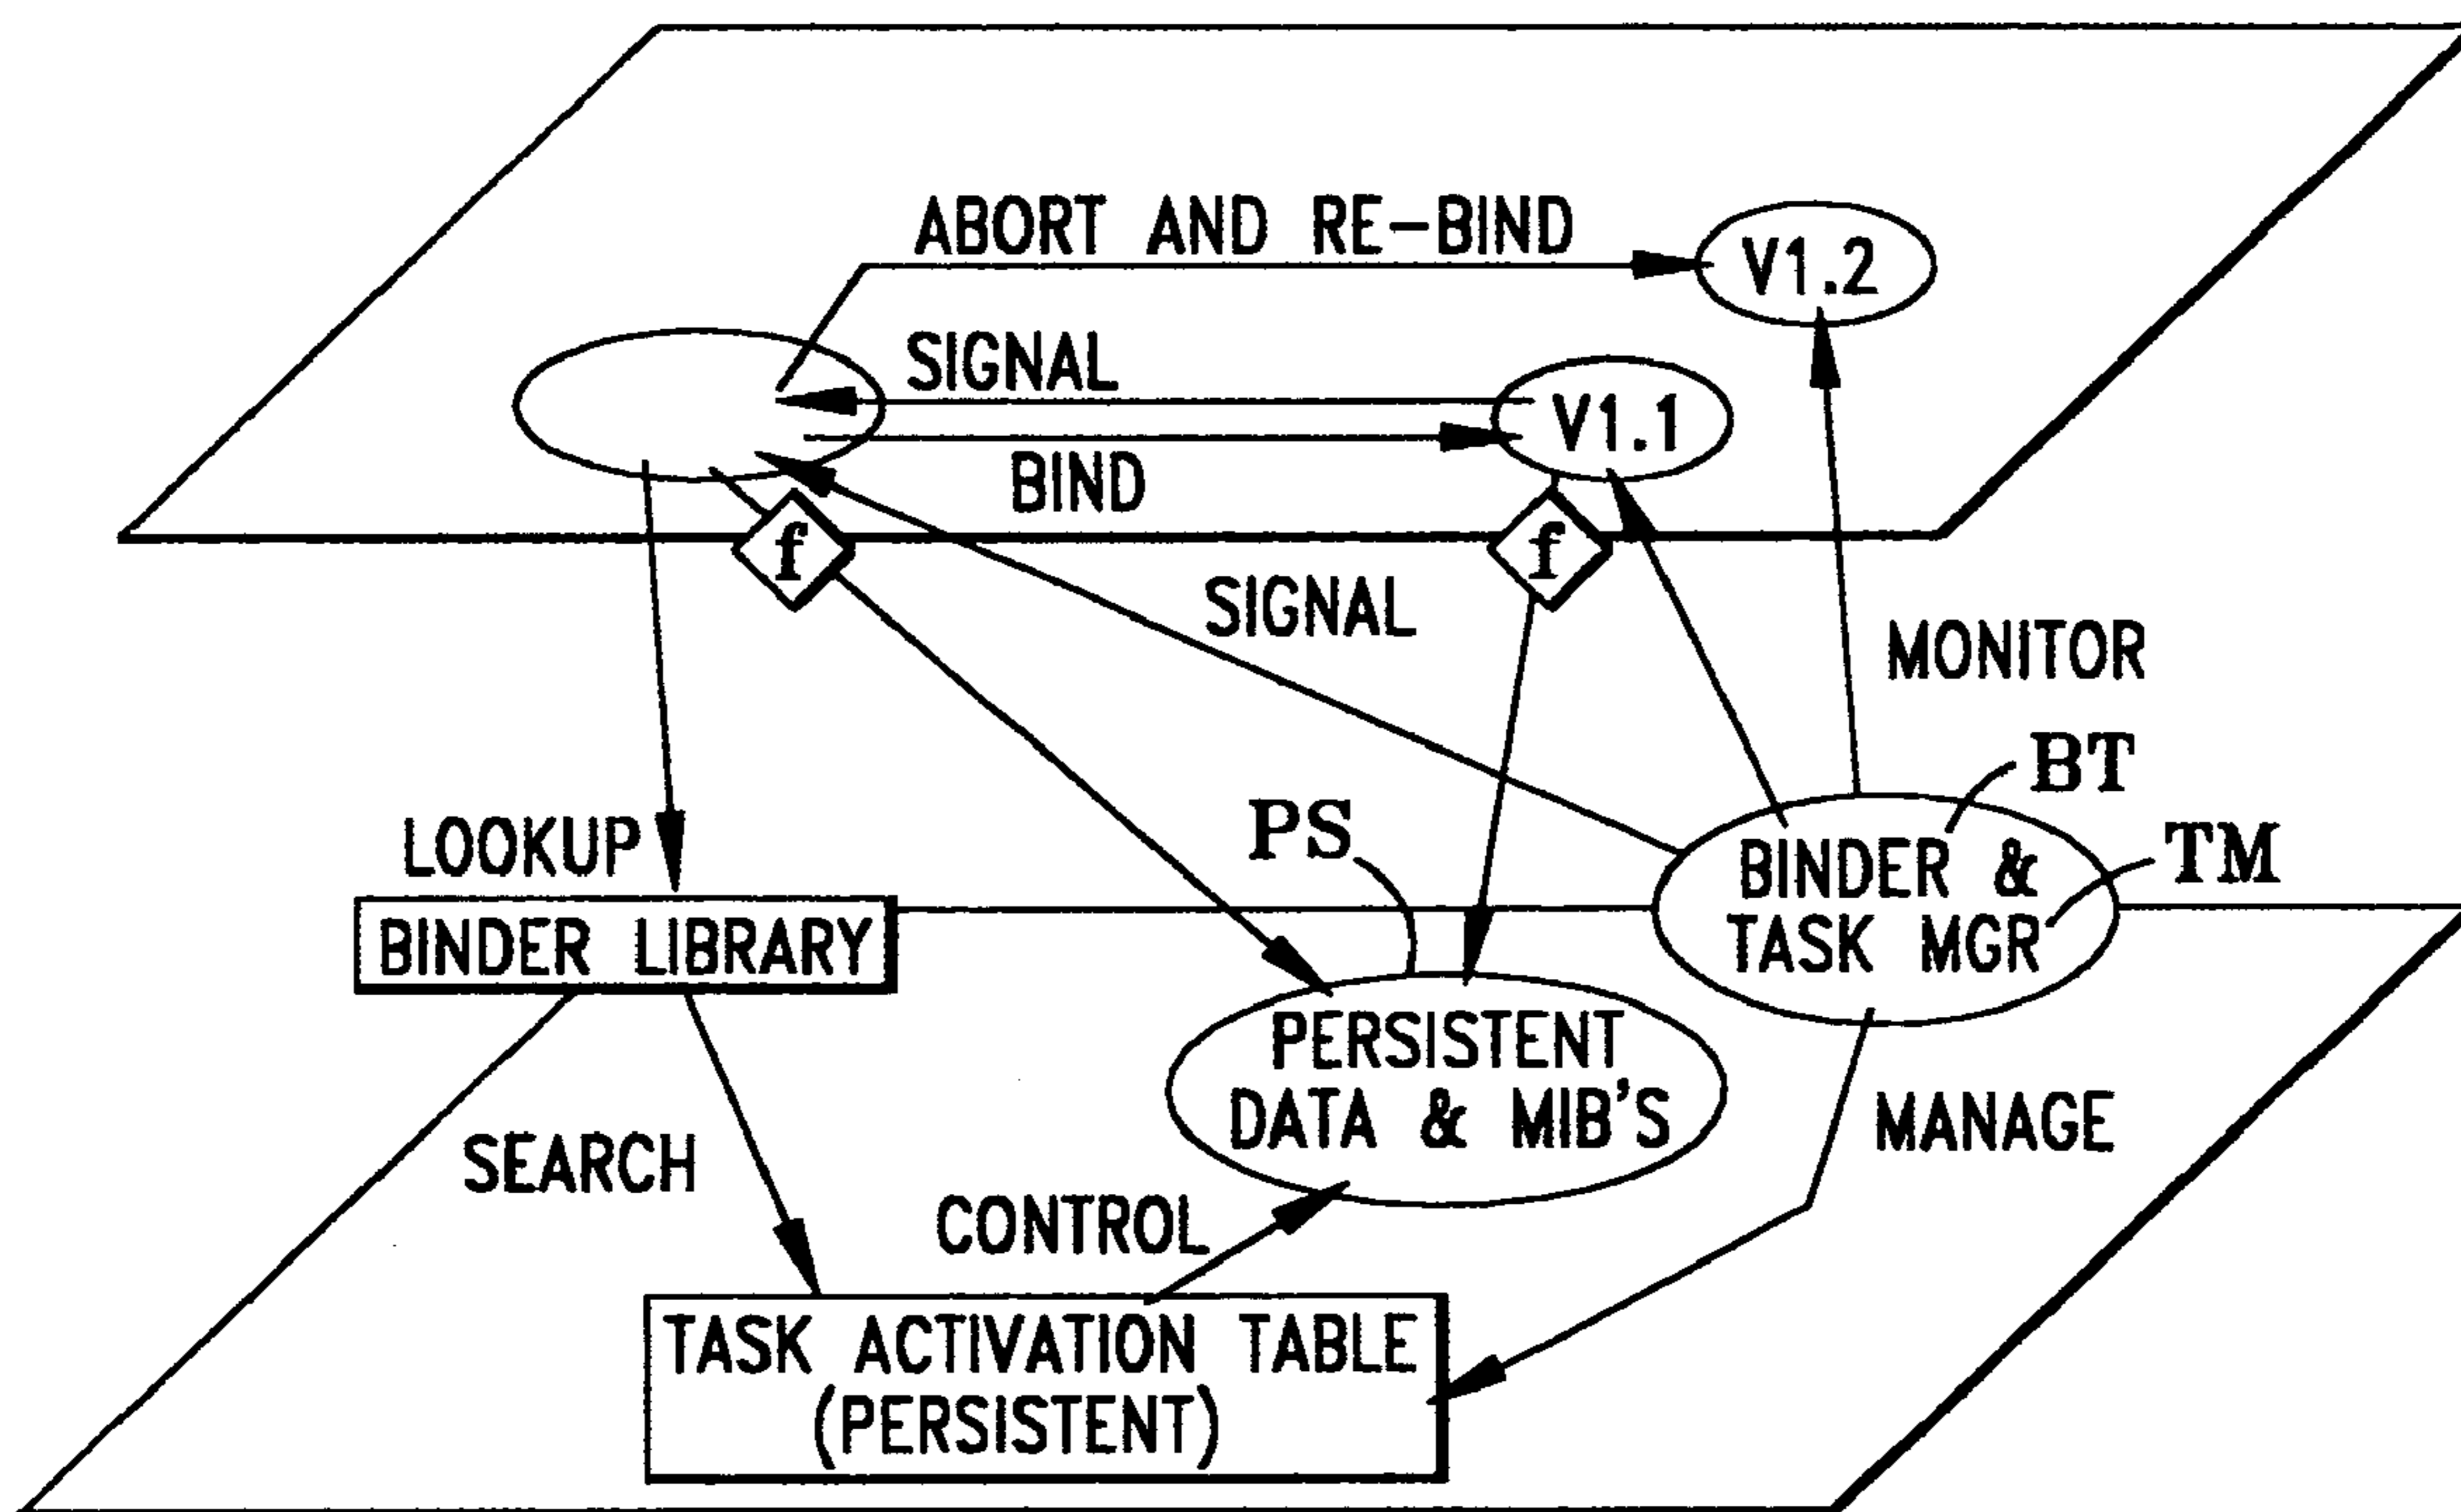 ABORT AND RE-BIND
V1.2
SIGNAL
V1.1
BIND
f
f
SIGNAL
MONITOR
BT
PS
LOOKUP
BINDER &
TASK MGR
TM
BINDER LIBRARY
PERSISTENT
DATA & MIB'S
MANAGE
SEARCH
CONTROL
TASK ACTIVATION TABLE
(PERSISTENT)